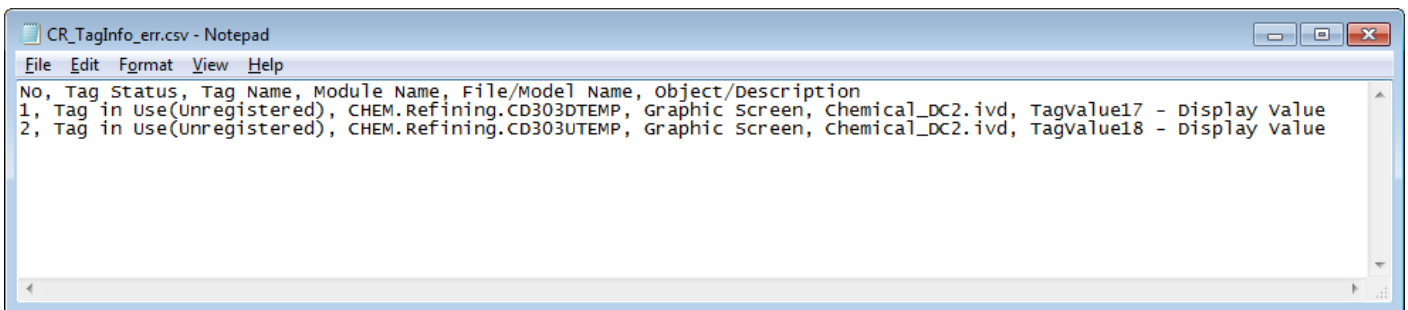 CR_TagInfo_err.csv - Notepad
File Edit Format View Help
No, Tag Status, Tag Name, Module Name, File/Model Name, Object/Description
1, Tag in Use(Unregistered), CHEM.Refining.CD303DTEMP, Graphic Screen, Chemical_DC2.ivd, TagValue17 - Display Value
2, Tag in Use(Unregistered), CHEM.Refining.CD303UTEMP, Graphic Screen, Chemical_DC2.ivd, TagValue18 - Display Value